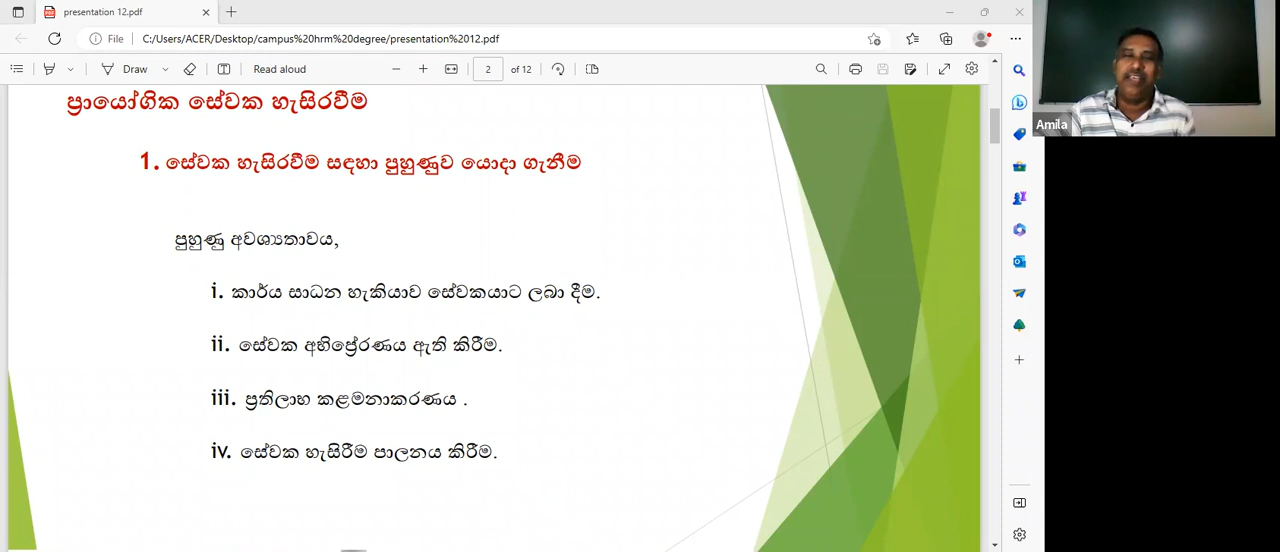 presentation 12.pdf
File
C:/Users/ACER/Desktop/campus%20hrm%20degree/presentation%2012.pdf
Draw
Read aloud
2
of 12
Amila
ප්‍රායෝගික සේවක හැසිරවීම
1. සේවක හැසිරවීම සඳහා පුහුණුව යොදා ගැනීම
පුහුණු අවශ්‍යතාවය,
i. කාර්ය සාධන හැකියාව සේවකයාට ලබා දීම.
ii. සේවක අභිප්‍රේරණය ඇති කිරීම.
iii. ප්‍රතිලාභ කළමනාකරණය .
iv. සේවක හැසිරීම පාලනය කිරීම.